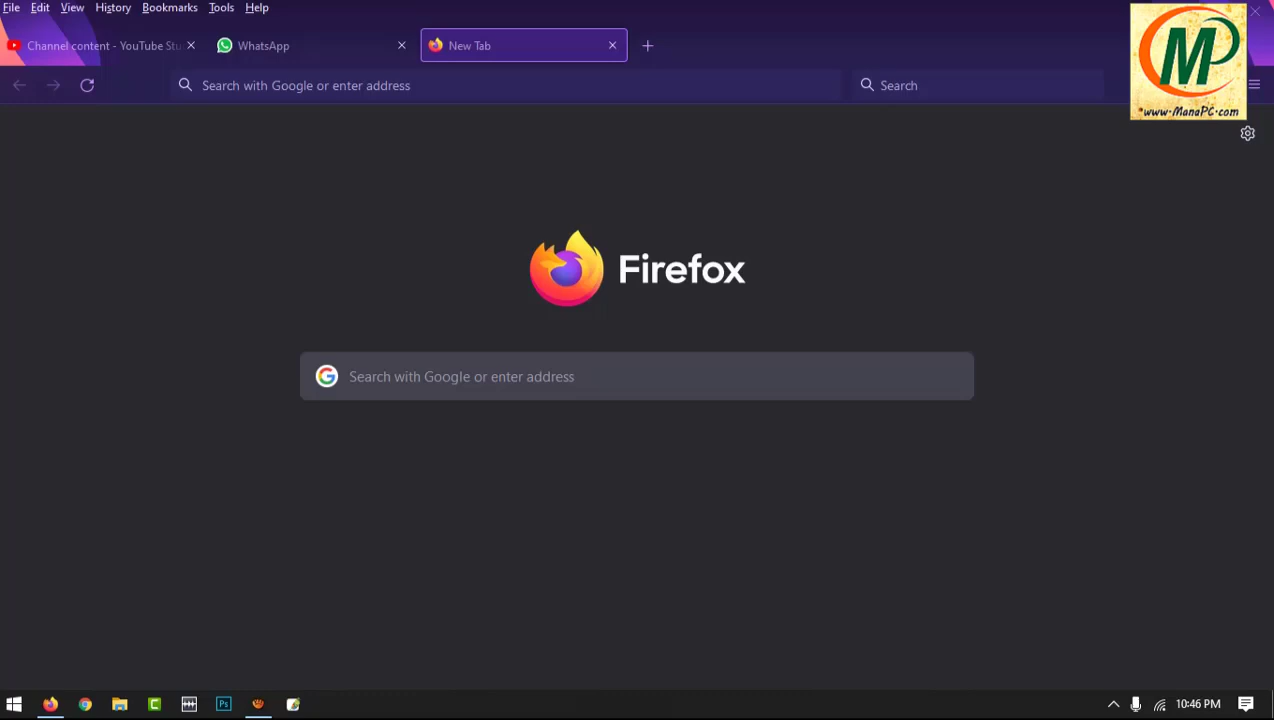 File Edit View History Bookmarks Tools Help
Channel content - YouTube Stu
WhatsApp
New Tab
Search with Google or enter address
Search
MP
www.ManaPC.com
Firefox
Search with Google or enter address
Ps
10:46 PM